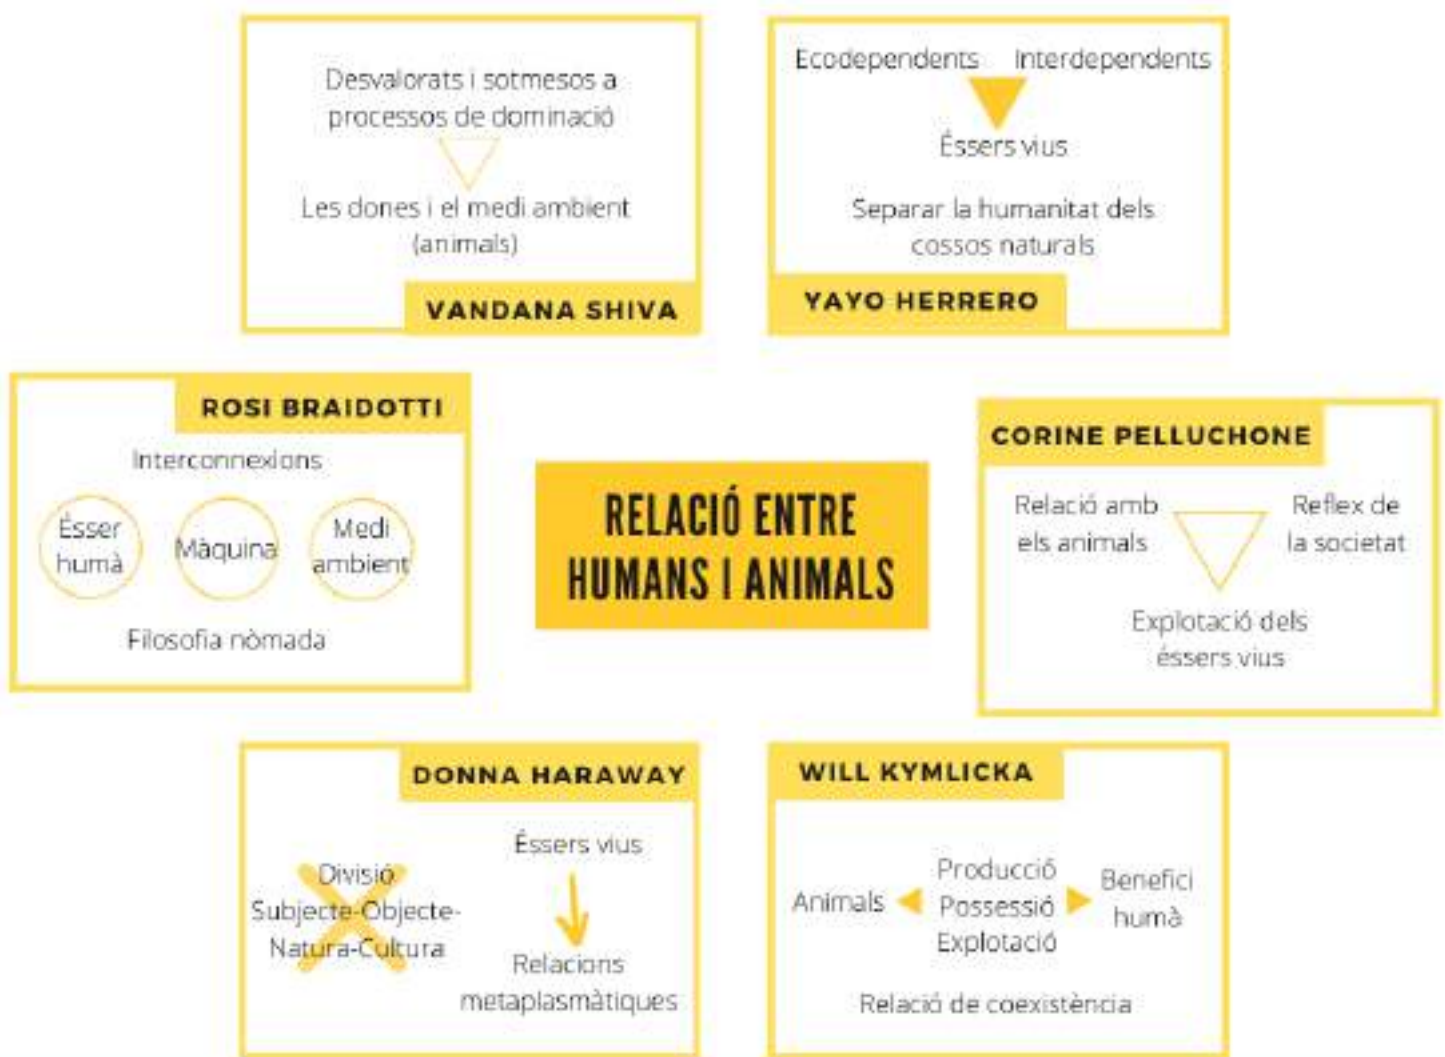 Desvalorats i sotmesos a
processos de dominació
Les dones i el medi ambient
(animals)
VANDANA SHIVA
Ecodependents Interdependents
Éssers vius
Separar la humanitat dels
cossos naturals
YAYO HERRERO
ROSI BRAIDOTTI
Interconnexions
Ésser
humà
Màquina
Medi
ambient
Filosofia nòmada
RELACIÓ ENTRE
HUMANS I ANIMALS
CORINE PELLUCHONE
Relació amb
els animals
Reflex de
la societat
Explotació dels
éssers vius
DONNA HARAWAY
Divisió
Subjecte-Objecte-
Natura-Cultura
Éssers vius
Relacions
metaplasmàtiques
WILL KYMLICKA
Animals
Producció
Possessió
Explotació
Benefici
humà
Relació de coexistència